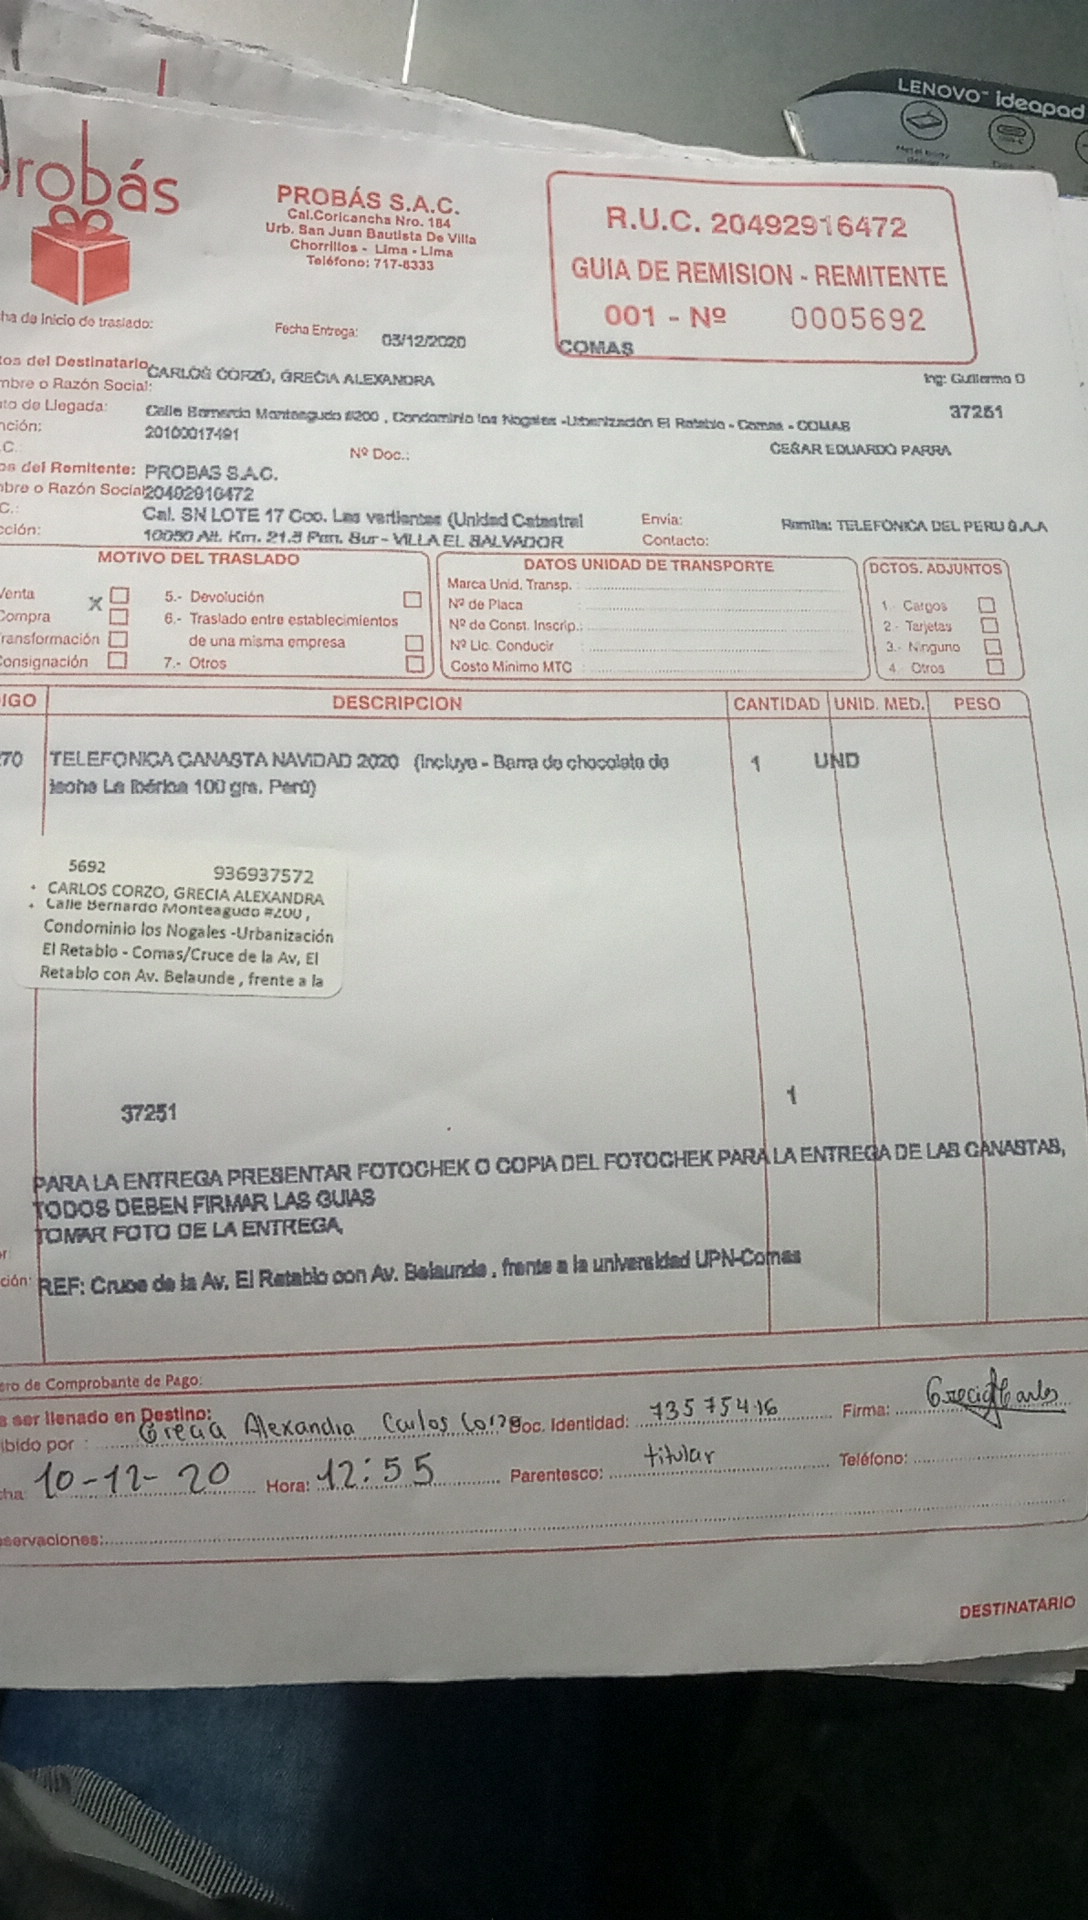 LENOVO™ ideapad
probás
PROBÁS S.A.C.
Cal.Coricancha Nro. 184
Urb. San Juan Bautista De Villa
Chorrillos - Lima - Lima
Teléfono: 717-6333
R.U.C. 20492916472
GUIA DE REMISION - REMITENTE
001 - Nº 0005692
ha de inicio de traslado:
Fecha Entrega: 03/12/2020
COMAS
tos del Destinatario
CARLOS CORZO, GRECIA ALEXANDRA
mbre o Razón Social:
Ing: Guillermo D
to de Llegada: Calle Bernardo Monteagudo #200 , Condominio los Nogales -Urbanización El Retablo - Comas - COMAS 37251
ción: 20100017491
C. Nº Doc.: CESAR EDUARDO PARRA
os del Remitente: PROBAS S.A.C.
bre o Razón Social 20492916472
C.: Cal. SN LOTE 17 Coo. Las vertientes (Unidad Catastral Envia: Remite: TELEFONICA DEL PERU S.A.A
cción: 10050 Alt. Km. 21.5 Pan. Sur - VILLA EL SALVADOR Contacto:
MOTIVO DEL TRASLADO DATOS UNIDAD DE TRANSPORTE DCTOS. ADJUNTOS
Venta X 5.- Devolución Marca Unid. Transp. 1.- Cargos
Compra 6.- Traslado entre establecimientos Nº de Placa 2.- Tarjetas
ransformación de una misma empresa Nº de Const. Inscrip.: 3.- Ninguno
onsignación 7.- Otros Nº Lic. Conducir 4. Otros
Costo Minimo MTC
IGO DESCRIPCION CANTIDAD UNID. MED. PESO
70 TELEFONICA CANASTA NAVIDAD 2020 (Incluye - Barra de chocolate de 1 UND
leche La Ibérica 100 grs. Perú)
5692 936937572
CARLOS CORZO, GRECIA ALEXANDRA
Calle Bernardo Monteagudo #200 ,
Condominio los Nogales -Urbanización
El Retablo - Comas/Cruce de la Av, El
Retablo con Av. Belaunde , frente a la
37251 1
PARA LA ENTREGA PRESENTAR FOTOCHEK O COPIA DEL FOTOCHEK PARA LA ENTREGA DE LAS CANASTAS,
TODOS DEBEN FIRMAR LAS GUIAS
TOMAR FOTO DE LA ENTREGA,
ción: REF: Cruce de la Av. El Retablo con Av. Belaunde , frente a la universidad UPN-Comas
ero de Comprobante de Pago:
a ser llenado en Destino:
ibido por : Grecia Alexandra Carlos Corzo Doc. Identidad: 73575416 Firma: Grecia Carlos
cha 10-12-20 Hora: 12:55 Parentesco: titular Teléfono:
servaciones:
DESTINATARIO